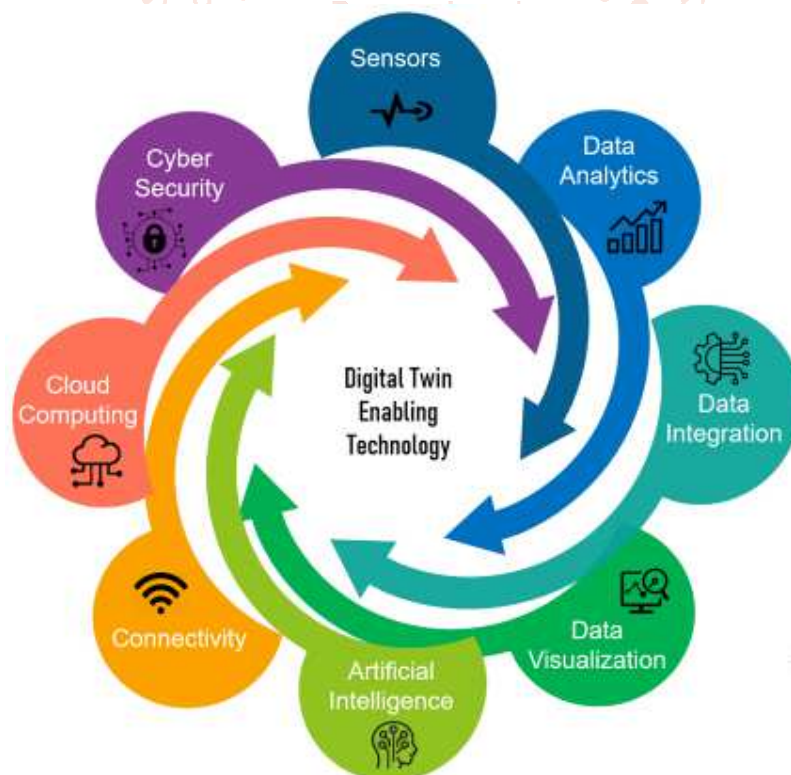 Sensors
Data
Analytics
Data
Integration
Data
Visualization
Artificial
Intelligence
Connectivity
Cloud
Computing
Cyber
Security
Digital Twin
Enabling
Technology